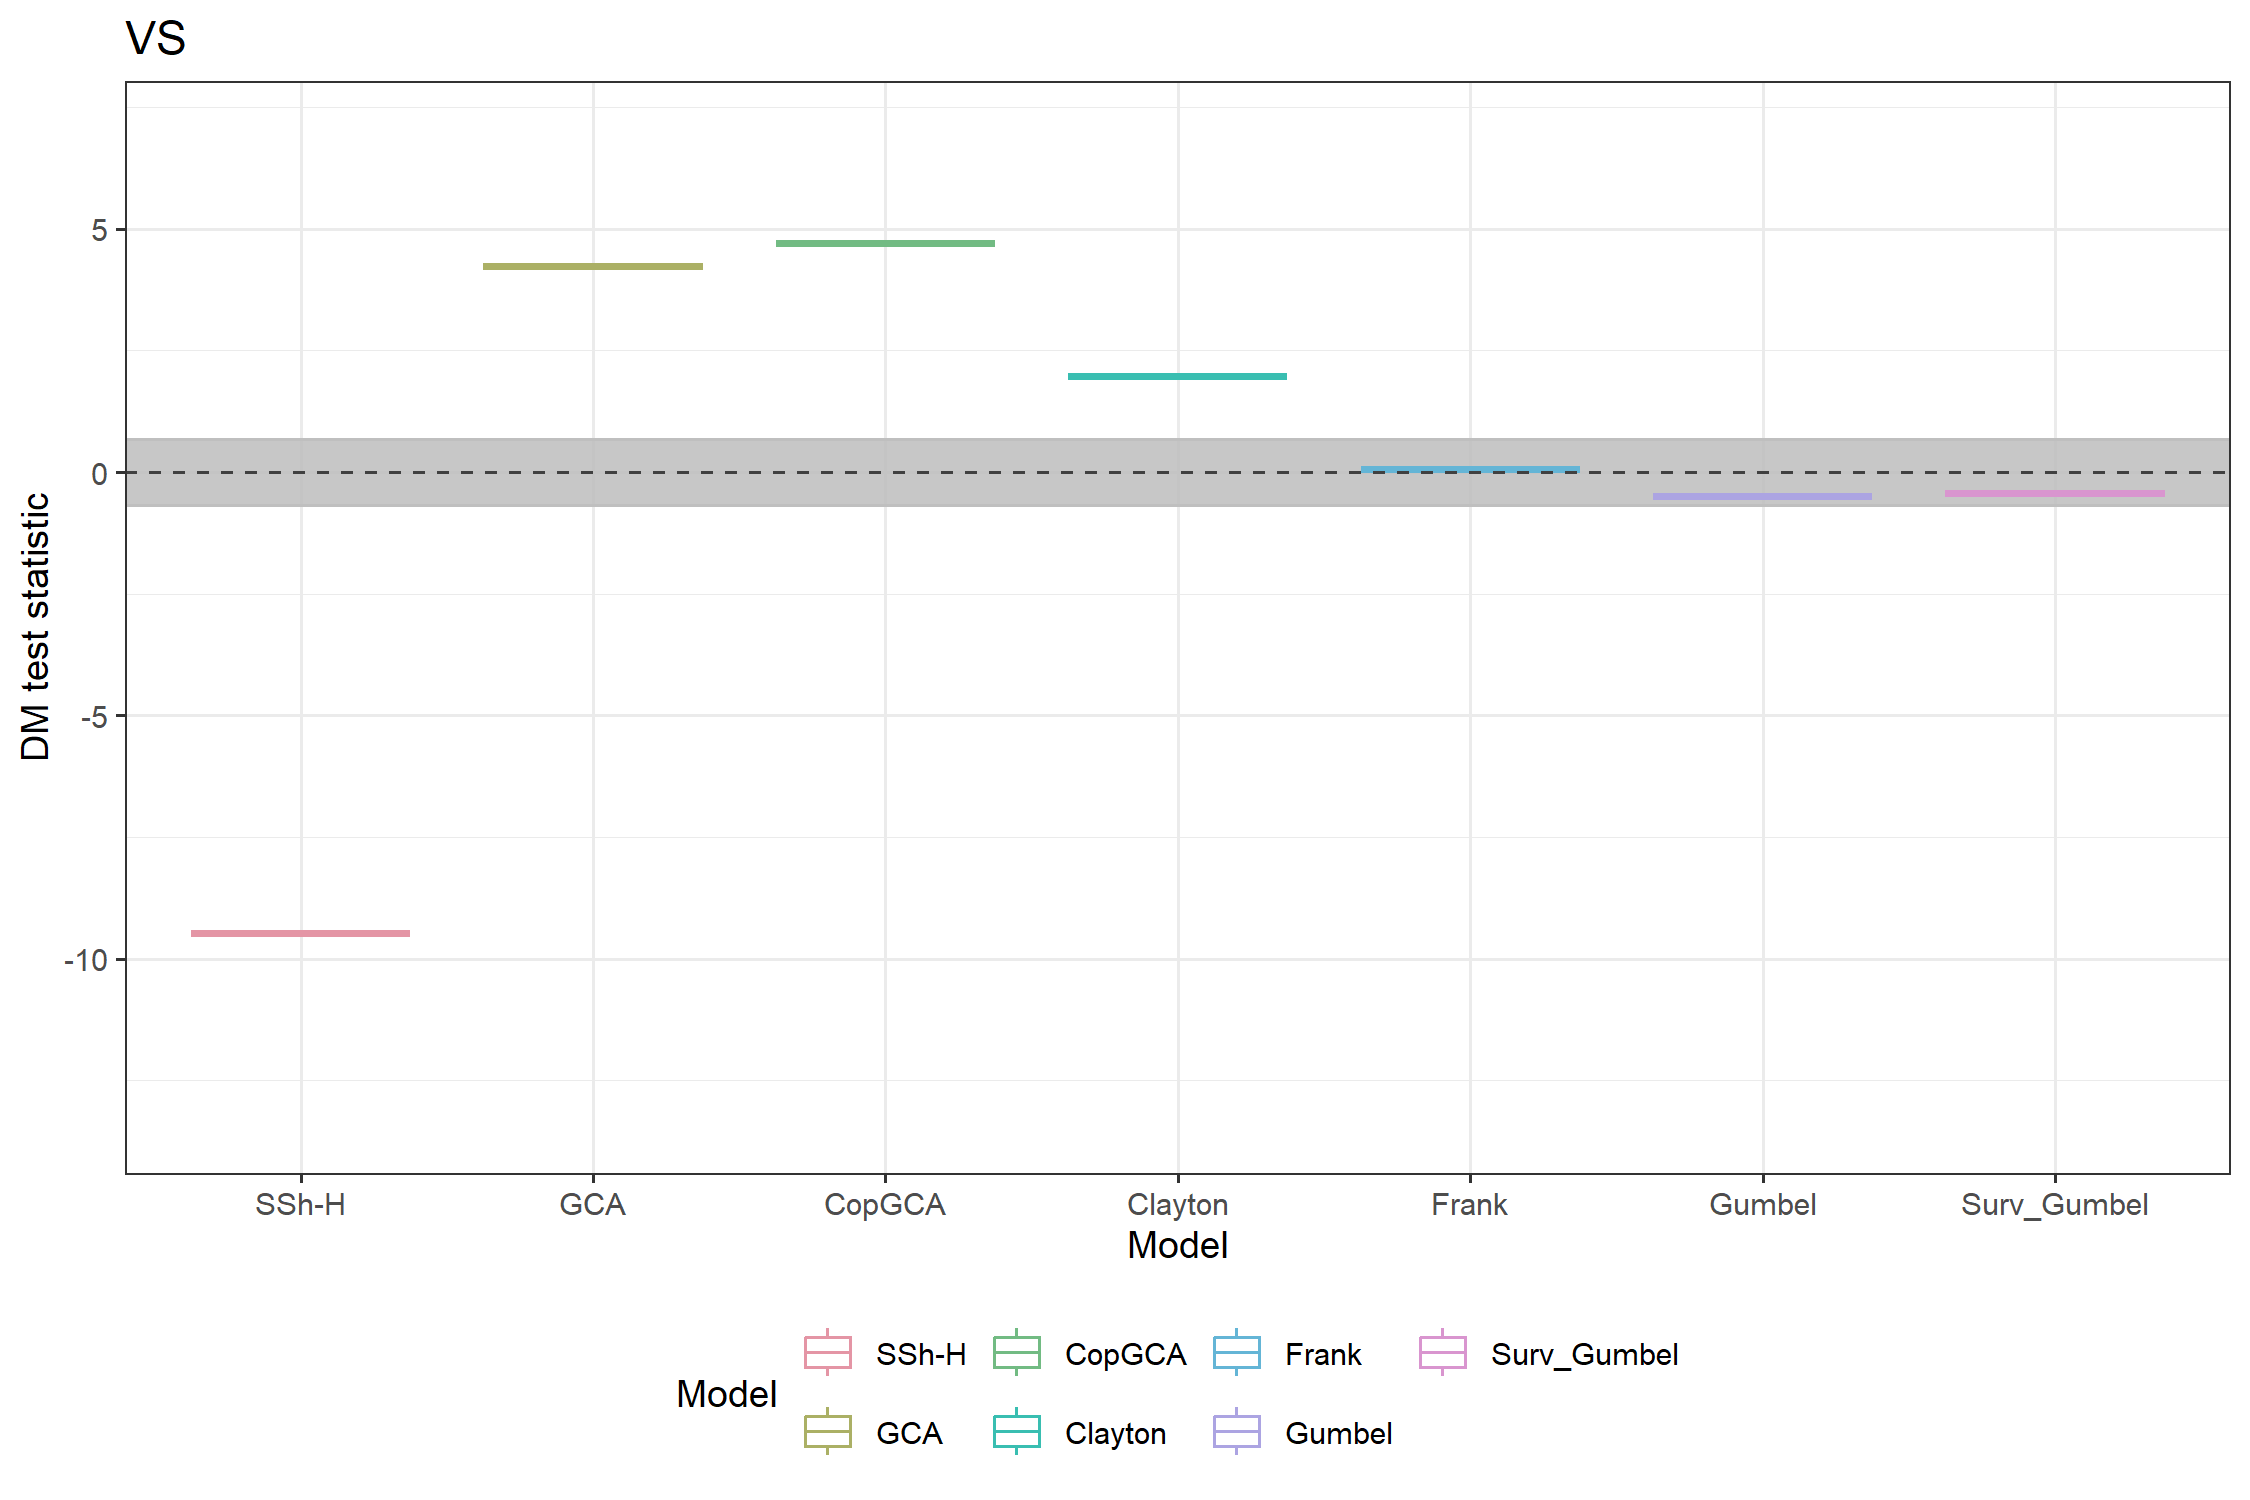 VS
DM test statistic
5
0
-5
-10
SSh-H GCA CopGCA Clayton Frank Gumbel Surv_Gumbel
Model
Model
SSh-H CopGCA Frank Surv_Gumbel
GCA Clayton Gumbel